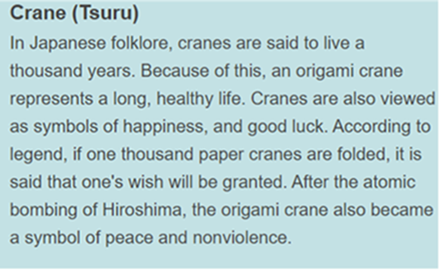 Crane (Tsuru)
In Japanese folklore, cranes are said to live a
thousand years. Because of this, an origami crane
represents a long, healthy life. Cranes are also viewed
as symbols of happiness, and good luck. According to
legend, if one thousand paper cranes are folded, it is
said that one's wish will be granted. After the atomic
bombing of Hiroshima, the origami crane also became
a symbol of peace and nonviolence.